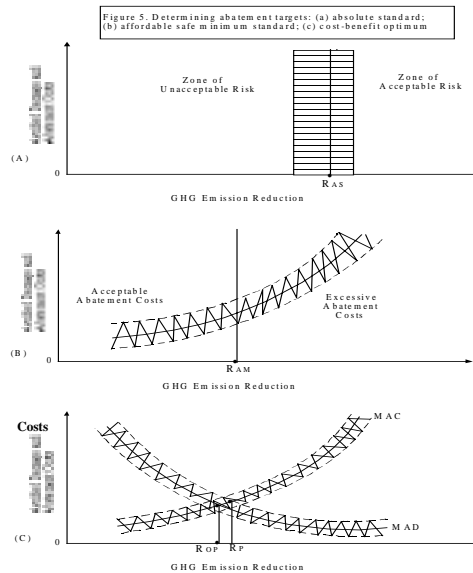 Figure 5. Determining abatement targets: (a) absolute standard;
(b) affordable safe minimum standard; (c) cost-benefit optimum
Zone of
Unacceptable Risk
Zone of
Acceptable Risk
(A)
0
RAS
GHG Emission Reduction
Acceptable
Abatement Costs
Excessive
Abatement
Costs
(B)
0
RAM
GHG Emission Reduction
Costs
MAC
MAD
(C)
0
ROP
RP
GHG Emission Reduction